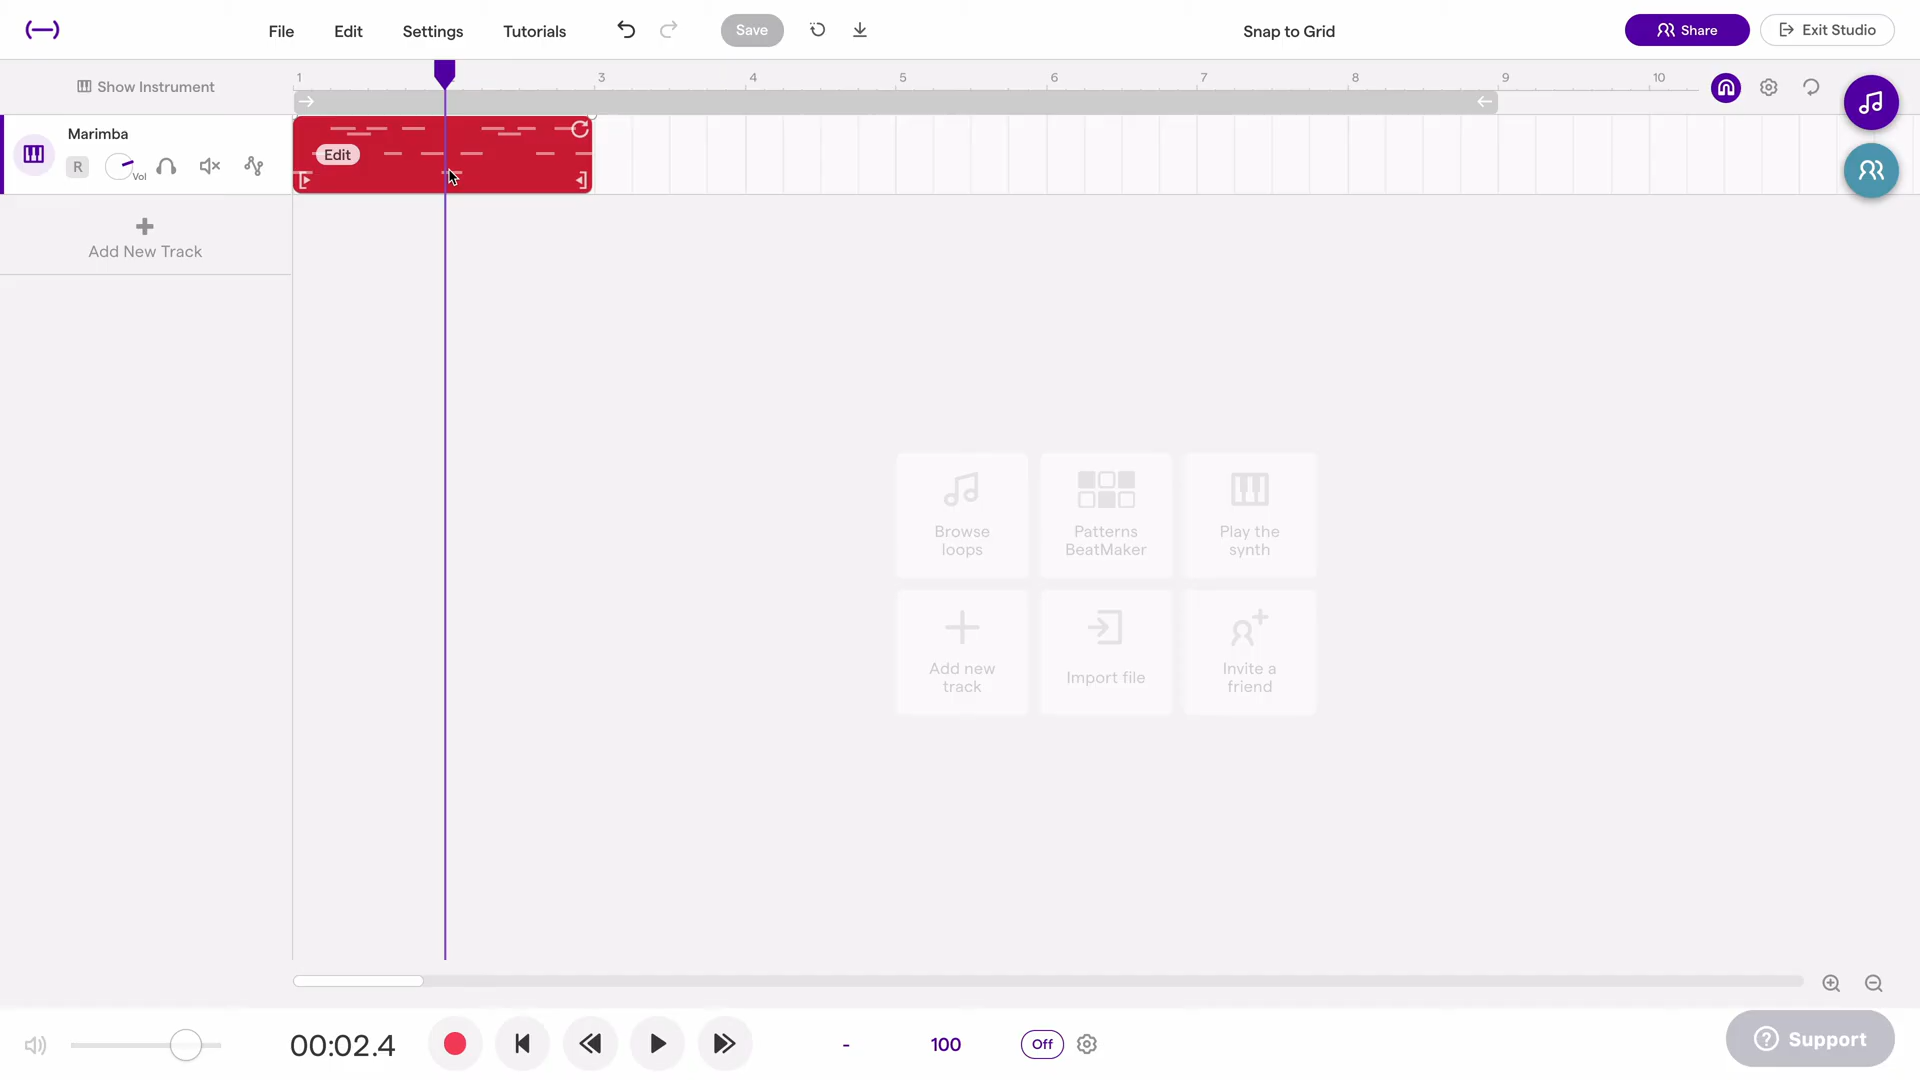 File Edit Settings Tutorials Save Snap to Grid Share Exit Studio
Show Instrument 1 3 4 5 6 7 8 9 10
Marimba
R Vol Edit
Add New Track
Browse
loops
Patterns
BeatMaker
Play the
synth
Add new
track
Import file
Invite a
friend
00:02.4 - 100 Off Support